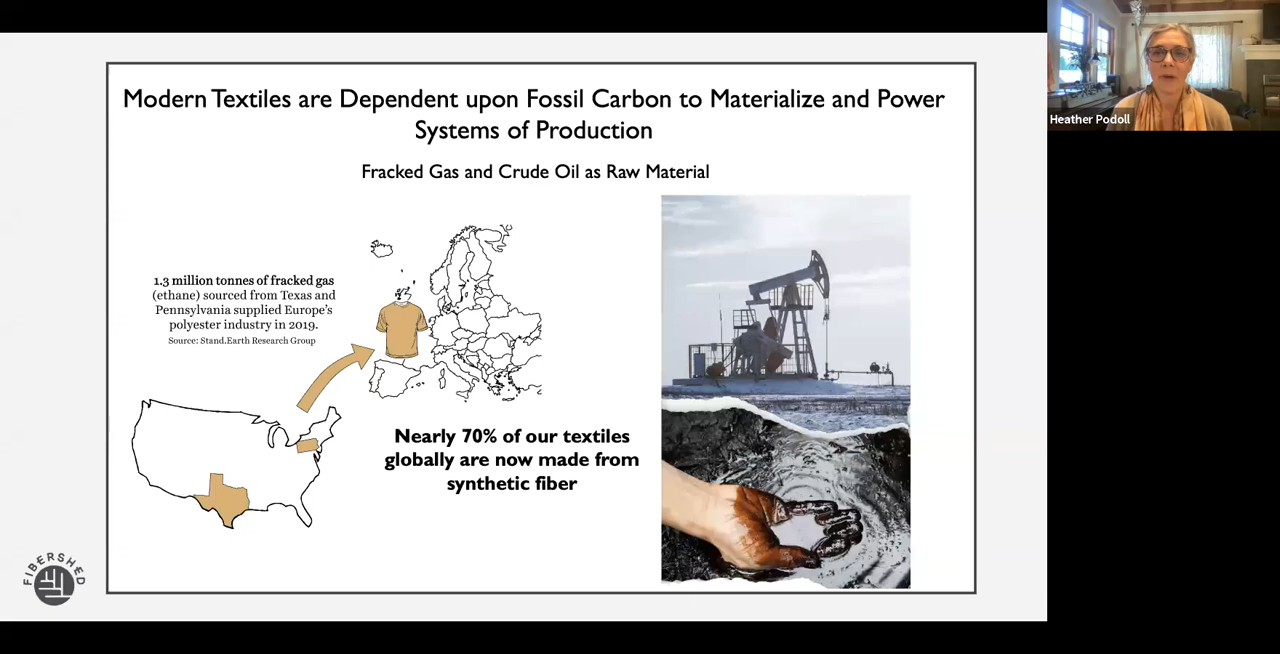 Modern Textiles are Dependent upon Fossil Carbon to Materialize and Power
Systems of Production
Fracked Gas and Crude Oil as Raw Material
1.3 million tonnes of fracked gas
(ethane) sourced from Texas and
Pennsylvania supplied Europe's
polyester industry in 2019.
Source: Stand.Earth Research Group
Nearly 70% of our textiles
globally are now made from
synthetic fiber
FIBERSHED
Heather Podoll